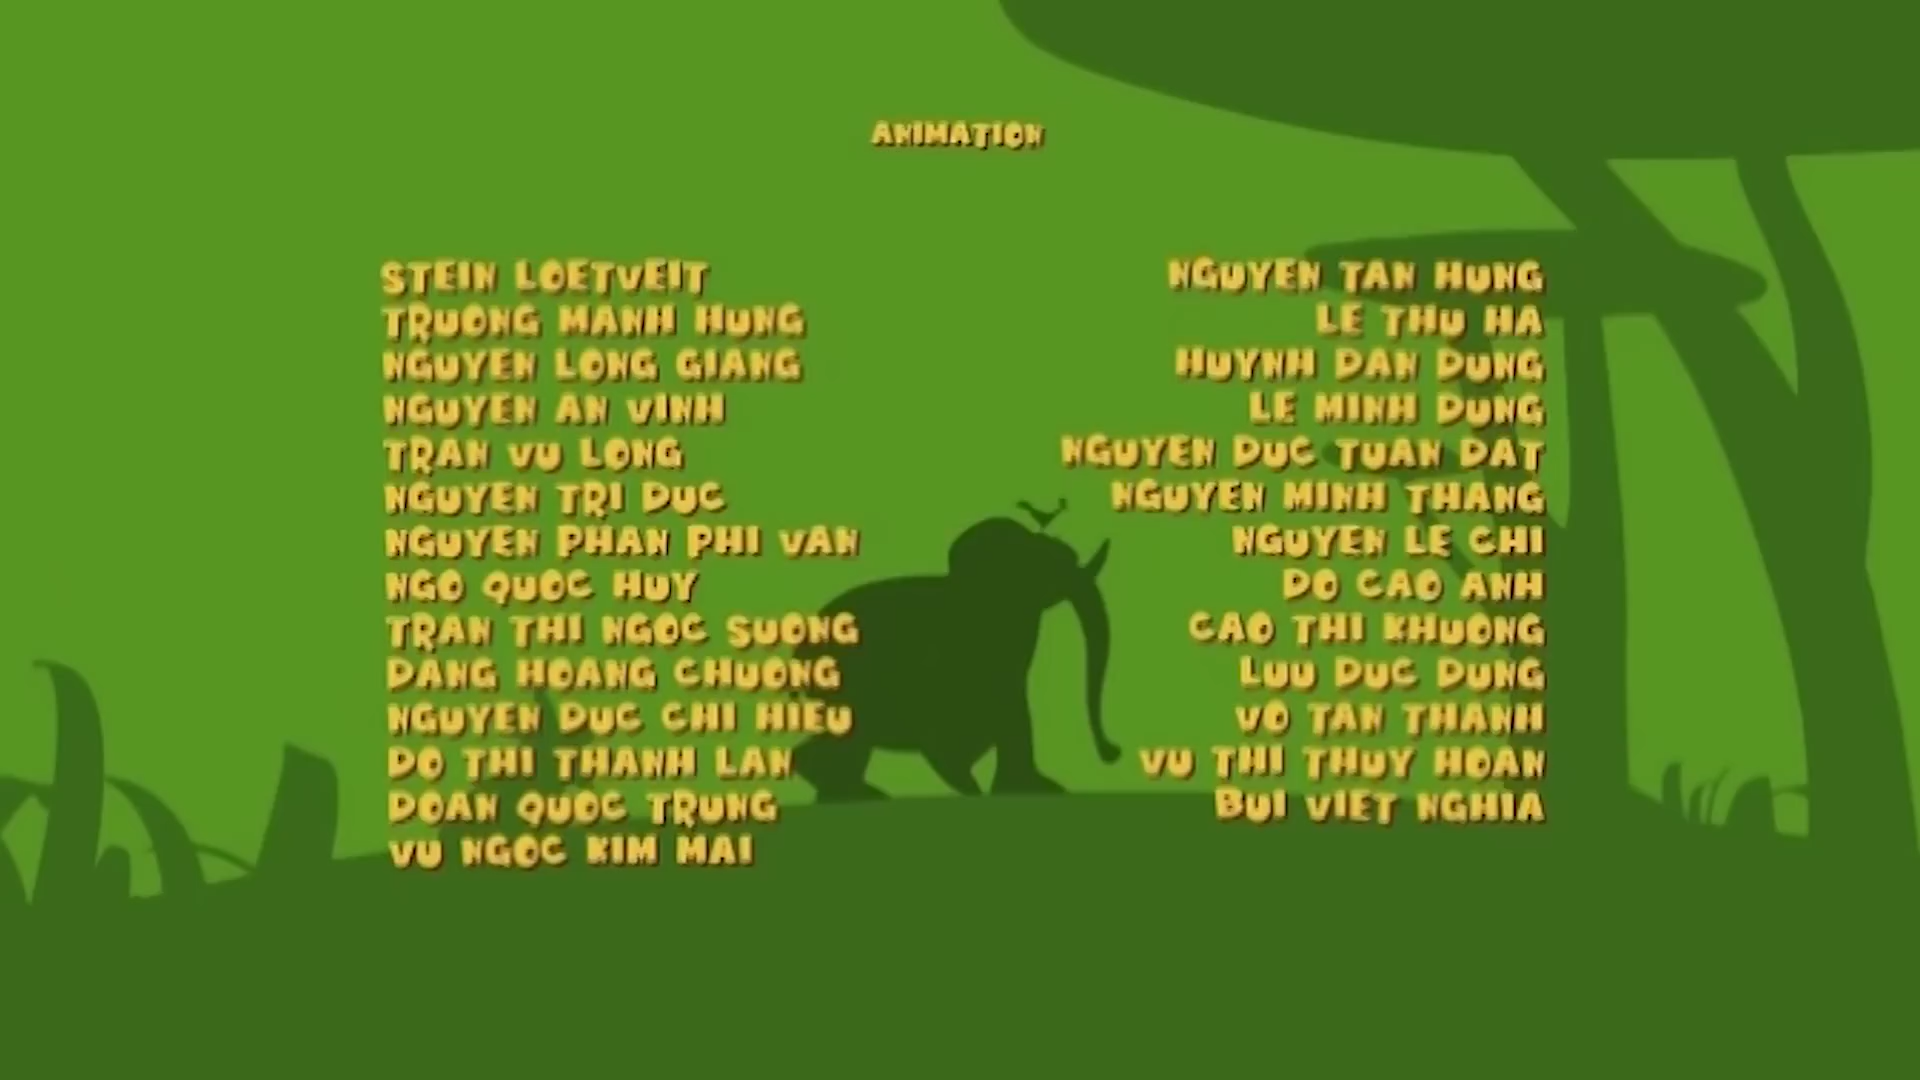 ANIMATION
STEIN LOETVEIT
TRUONG MANH HUNG
NGUYEN LONG GIANG
NGUYEN AN VINH
TRAN VU LONG
NGUYEN TRI DUC
NGUYEN PHAN PHI VAN
NGO QUOC HUY
TRAN THI NGOC SUONG
DANG HOANG CHUONG
NGUYEN DUC CHI HIEU
DO THI THANH LAN
DOAN QUOC TRUNG
VU NGOC KIM MAI
NGUYEN TAN HUNG
LE THU HA
HUYNH DAN DUNG
LE MINH DUNG
NGUYEN DUC TUAN DAT
NGUYEN MINH THANG
NGUYEN LE CHI
DO CAO ANH
CAO THI KHUONG
LUU DUC DUNG
VO TAN THANH
VU THI THUY HOAN
BUI VIET NGHIA